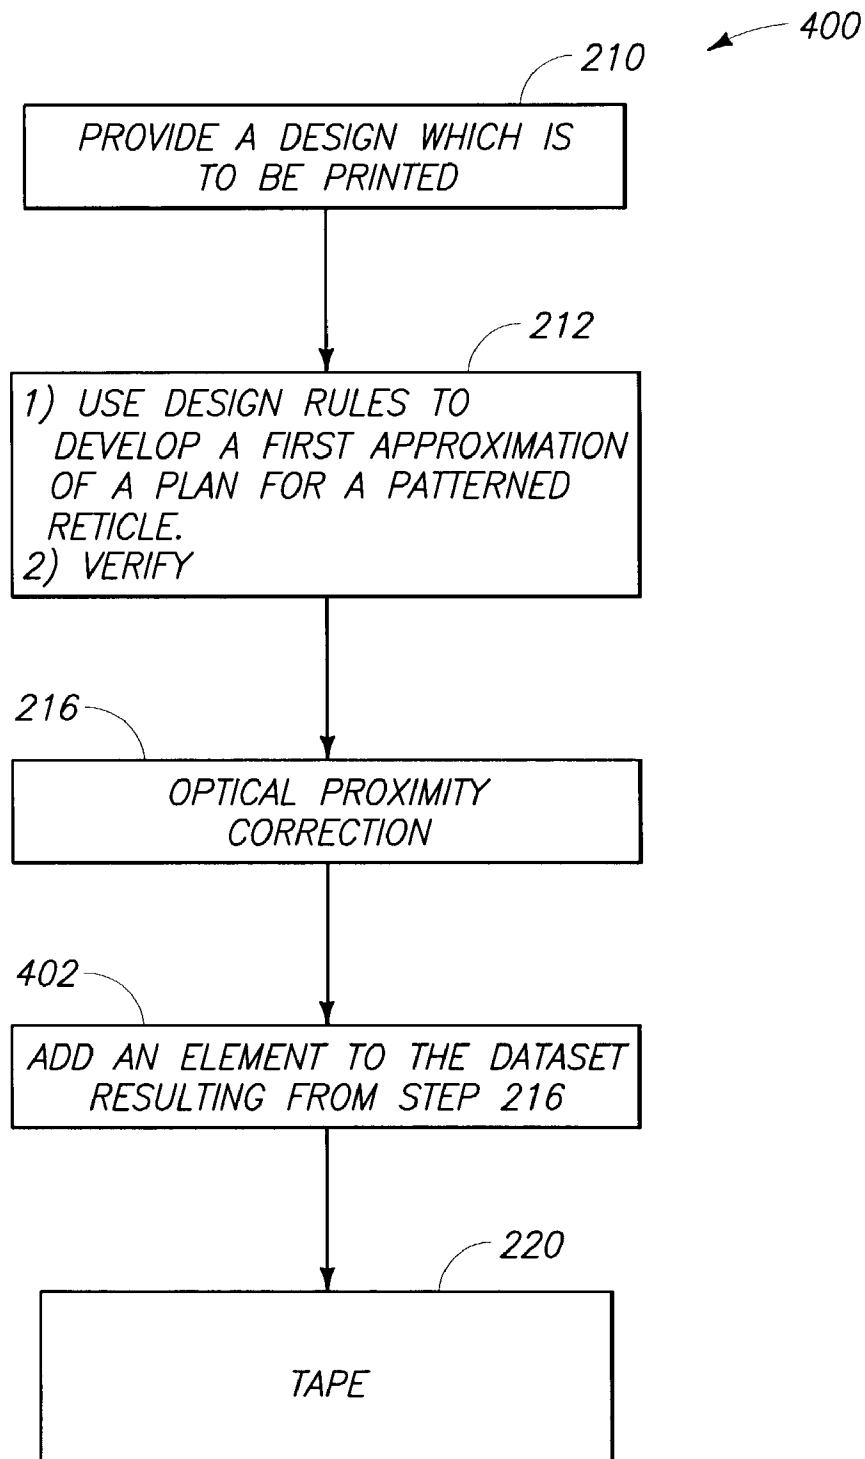 400
210
PROVIDE A DESIGN WHICH IS
TO BE PRINTED
212
1) USE DESIGN RULES TO
DEVELOP A FIRST APPROXIMATION
OF A PLAN FOR A PATTERNED
RETICLE.
2) VERIFY
216
OPTICAL PROXIMITY
CORRECTION
402
ADD AN ELEMENT TO THE DATASET
RESULTING FROM STEP 216
220
TAPE